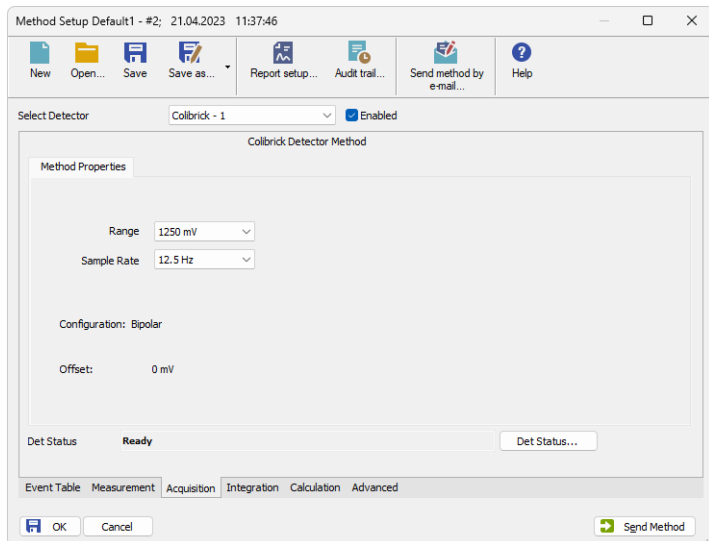 Method Setup Default1 - #2; 21.04.2023 11:37:46
New Open... Save Save as... Report setup... Audit trail... Send method by e-mail... Help
Select Detector Colibrick - 1 Enabled
Colibrick Detector Method
Method Properties
Range 1250 mV
Sample Rate 12.5 Hz
Configuration: Bipolar
Offset: 0 mV
Det Status Ready Det Status...
Event Table Measurement Acquisition Integration Calculation Advanced
OK Cancel Send Method